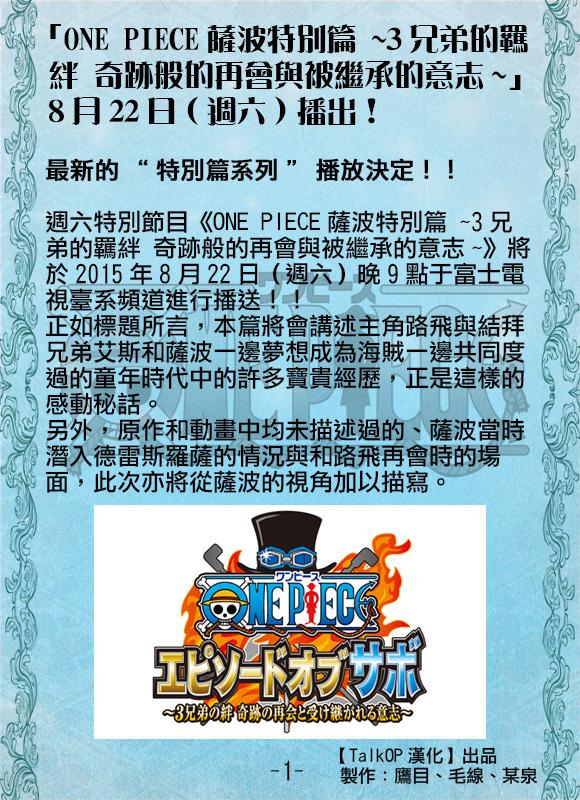 「ONE PIECE 薩波特別篇 ~3 兄弟的羈
絆 奇跡般的再會與被繼承的意志~」
8 月 22 日（週六）播出！
最新的 “ 特別篇系列 ” 播放決定！！
週六特別節目《ONE PIECE 薩波特別篇 ~3 兄
弟的羈絆 奇跡般的再會與被繼承的意志~》將
於 2015 年 8 月 22 日（週六）晚 9 點于富士電
視臺系頻道進行播送！！
正如標題所言，本篇將會講述主角路飛與結拜
兄弟艾斯和薩波一邊夢想成為海賊一邊共同度
過的童年時代中的許多寶貴經歷，正是這樣的
感動秘話。
另外，原作和動畫中均未描述過的、薩波當時
潛入德雷斯羅薩的情況與和路飛再會時的場
面，此次亦將從薩波的視角加以描寫。
ワンピース
ONE PIECE
エピソードオブサボ
～3兄弟の絆 奇跡の再会と受け継がれる意志～
【TalkOP 漢化】出品
-1-
製作：鷹目、毛線、某泉